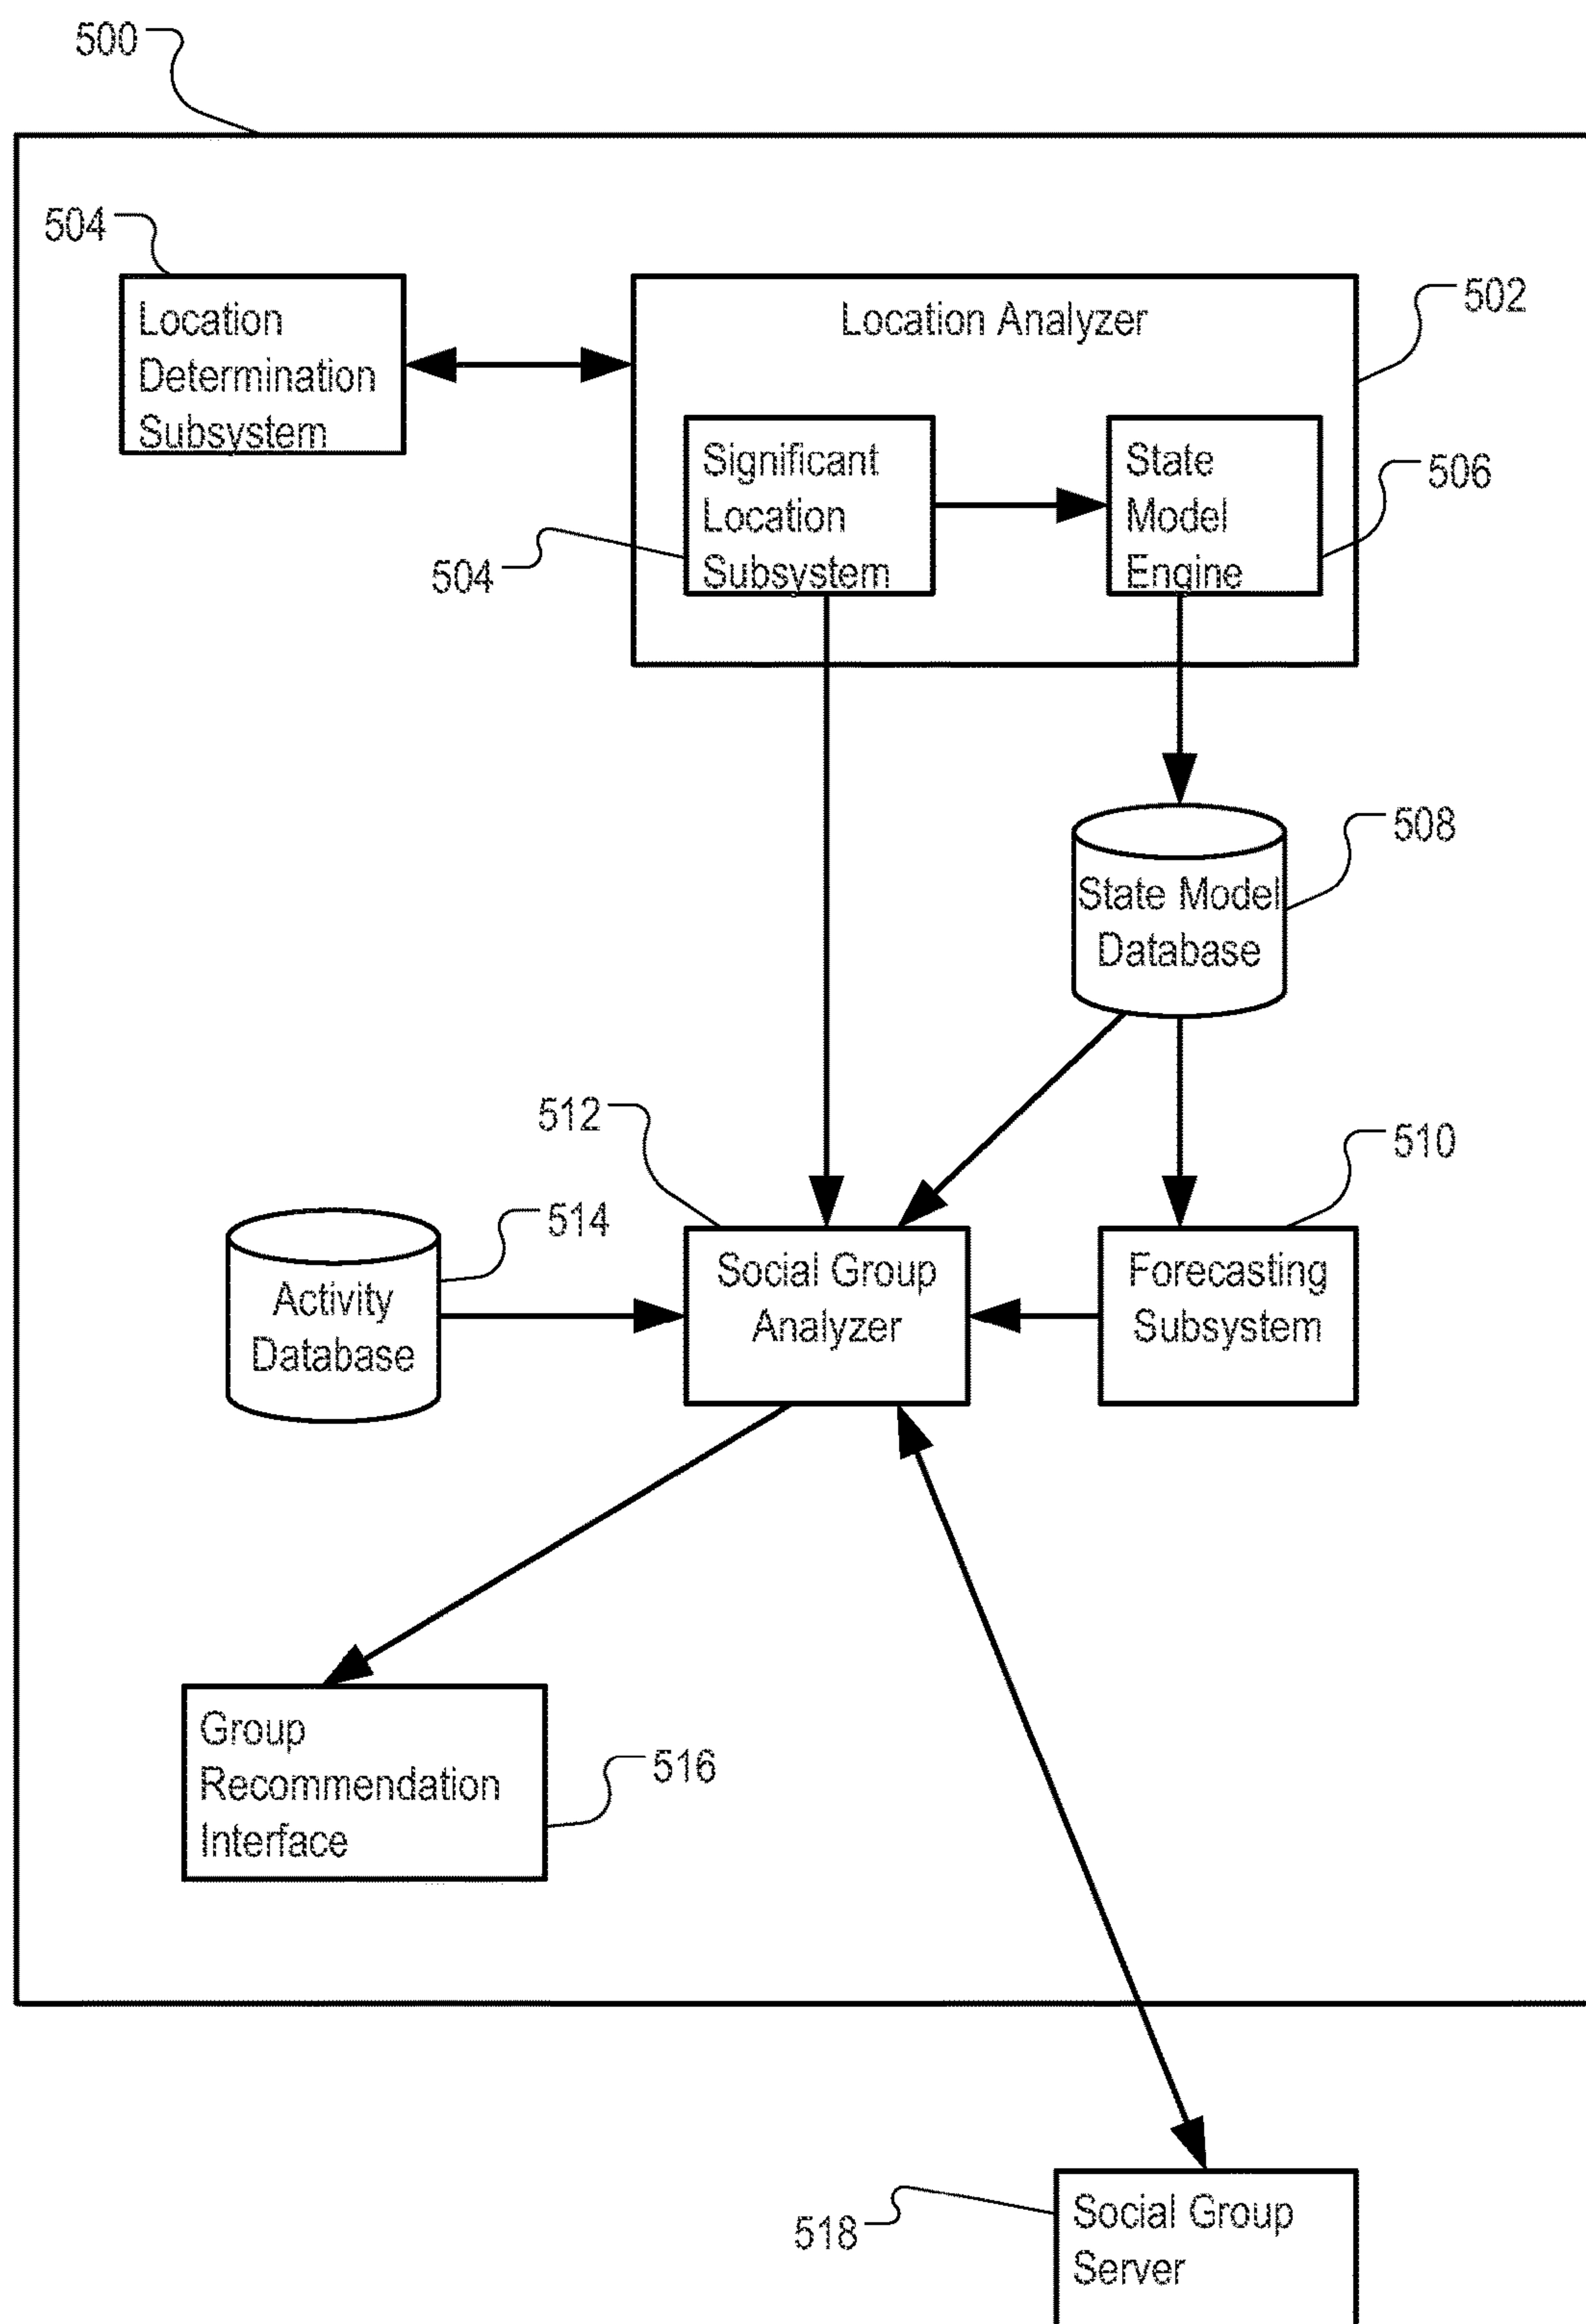 500
504
Location
Determination
Subsystem
Location Analyzer
502
Significant
Location
Subsystem
504
State
Model
Engine
506
State Model
Database
508
512
510
514
Activity
Database
Social Group
Analyzer
Forecasting
Subsystem
Group
Recommendation
Interface
516
518
Social Group
Server